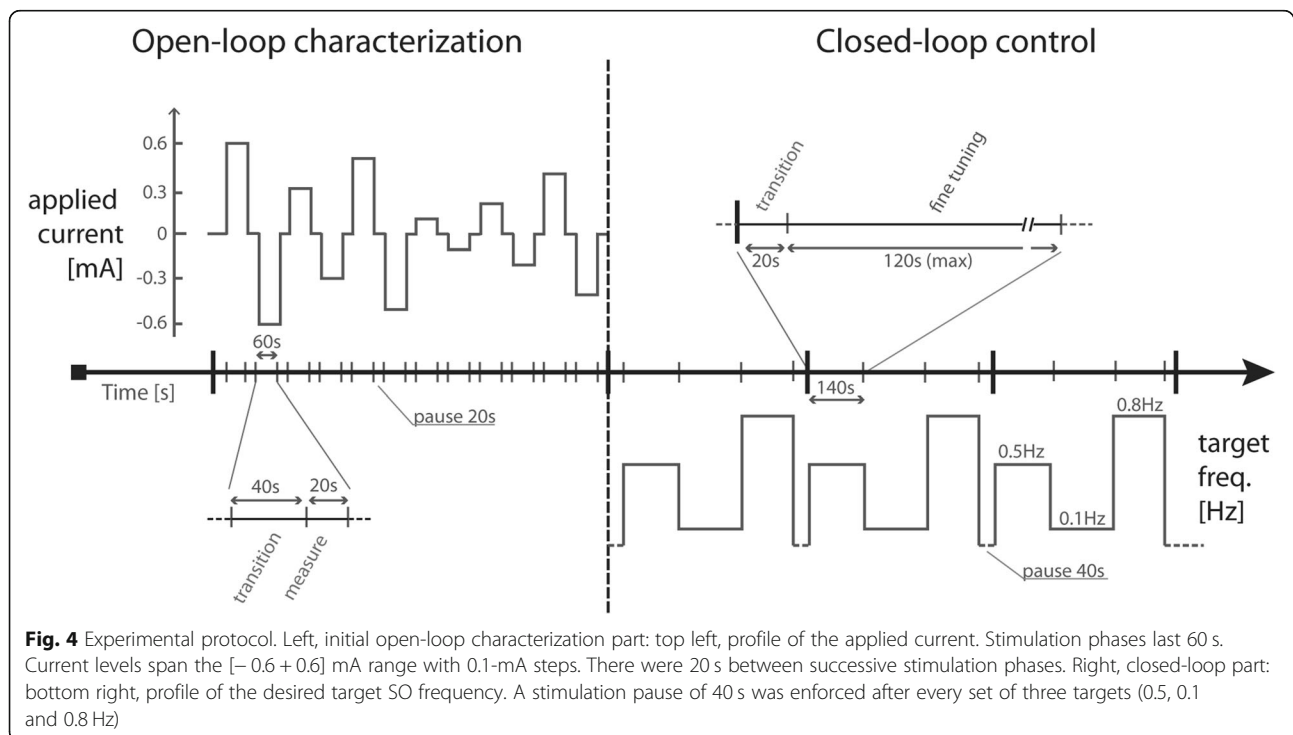 Open-loop characterization
Closed-loop control
applied
current
[mA]
0.6
0.3
0
-0.3
-0.6
60s
Time [s]
pause 20s
40s
20s
transition
measure
transition
fine tuning
20s
120s (max)
140s
0.8Hz
0.5Hz
0.1Hz
target
freq.
[Hz]
pause 40s
Fig. 4 Experimental protocol. Left, initial open-loop characterization part: top left, profile of the applied current. Stimulation phases last 60 s.
Current levels span the [− 0.6 + 0.6] mA range with 0.1-mA steps. There were 20 s between successive stimulation phases. Right, closed-loop part:
bottom right, profile of the desired target SO frequency. A stimulation pause of 40 s was enforced after every set of three targets (0.5, 0.1
and 0.8 Hz)